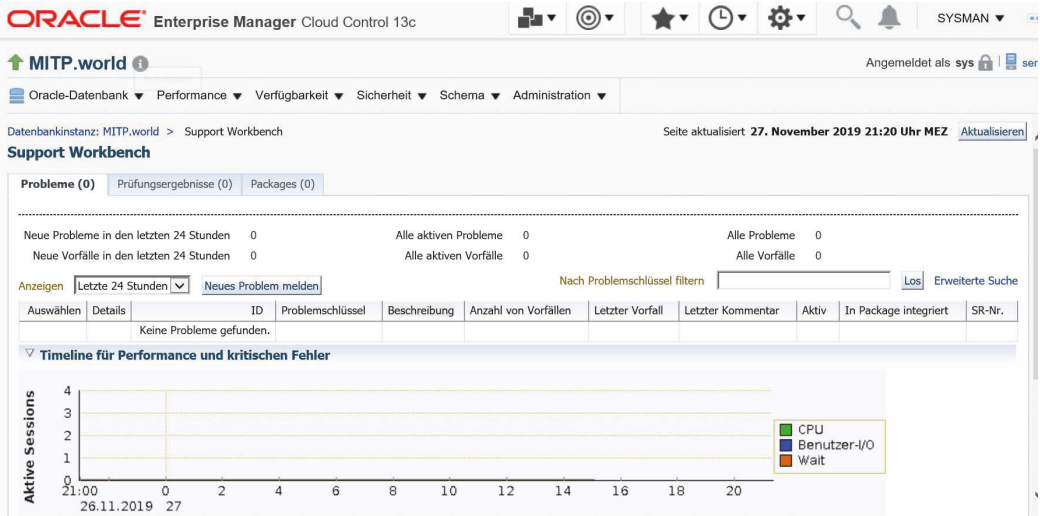 ORACLE® Enterprise Manager Cloud Control 13c
SYSMAN
MITP.world
Angemeldet als sys
Oracle-Datenbank Performance Verfügbarkeit Sicherheit Schema Administration
Datenbankinstanz: MITP.world > Support Workbench
Seite aktualisiert 27. November 2019 21:20 Uhr MEZ Aktualisieren
Support Workbench
Probleme (0) Prüfungsergebnisse (0) Packages (0)
Neue Probleme in den letzten 24 Stunden 0 Alle aktiven Probleme 0 Alle Probleme 0
Neue Vorfälle in den letzten 24 Stunden 0 Alle aktiven Vorfälle 0 Alle Vorfälle 0
Anzeigen Letzte 24 Stunden Neues Problem melden Nach Problemschlüssel filtern Los Erweiterte Suche
Auswählen Details ID Problemschlüssel Beschreibung Anzahl von Vorfällen Letzter Vorfall Letzter Kommentar Aktiv In Package integriert SR-Nr.
Keine Probleme gefunden.
Timeline für Performance und kritischen Fehler
Aktive Sessions
4
3
2
1
0
21:00 0 2 4 6 8 10 12 14 16 18 20
26.11.2019 27
CPU
Benutzer-I/O
Wait